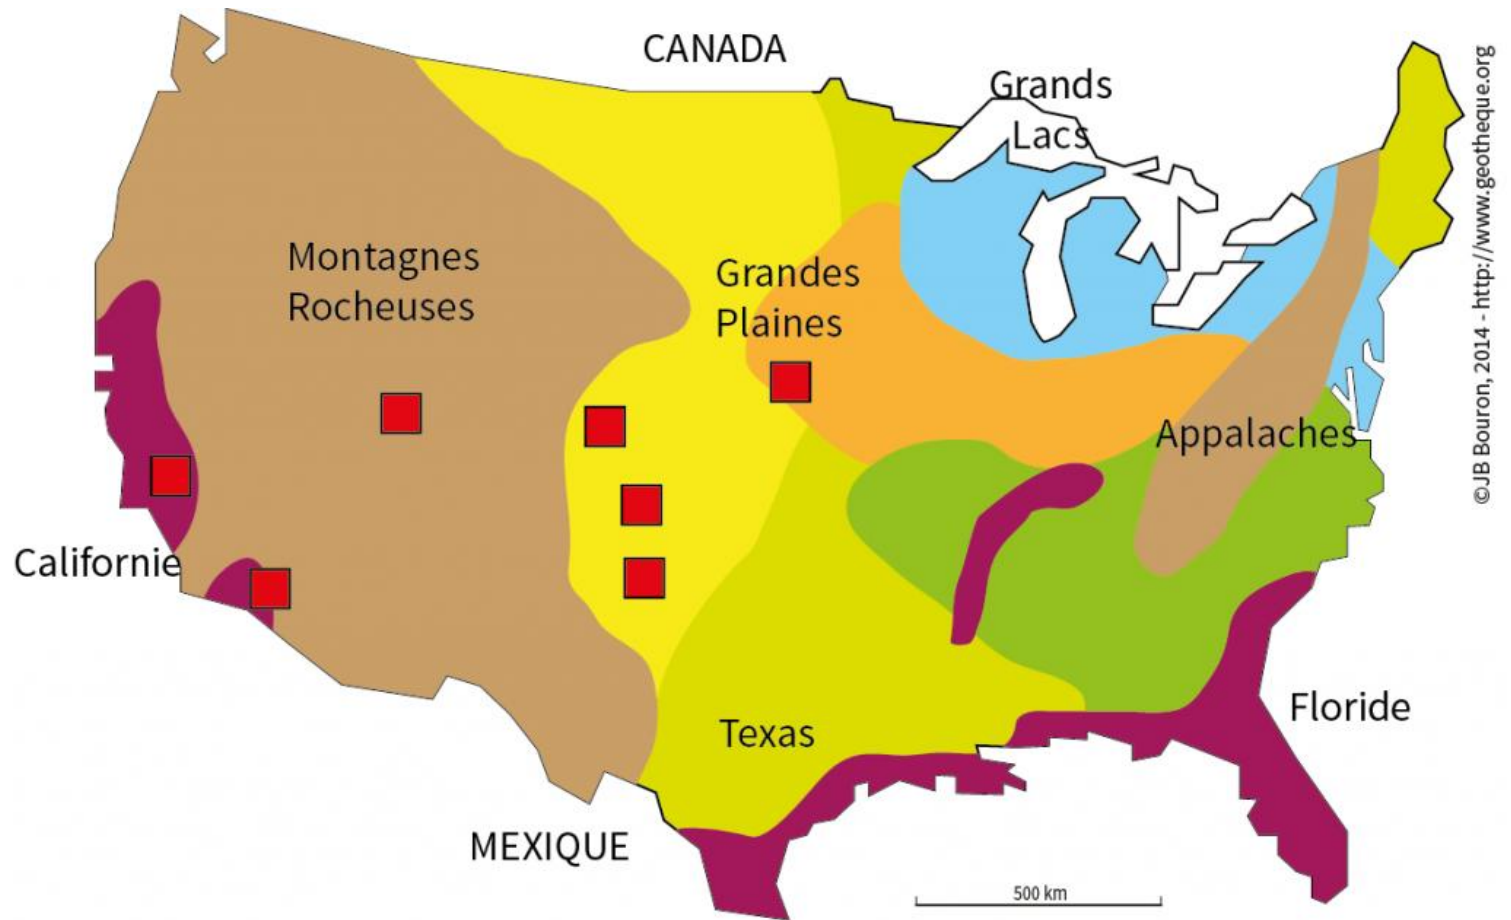 CANADA
Grands
Lacs
Montagnes
Rocheuses
Grandes
Plaines
Appalaches
Californie
Texas
Floride
MEXIQUE
500 km
©JB Bouron, 2014 - http://www.geotheque.org